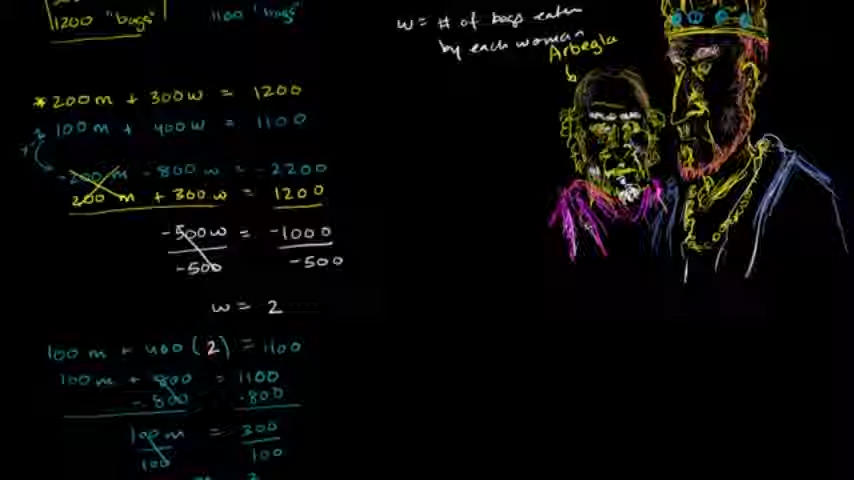 1200 "bags"
1100 "bags"
w = # of bags eaten
by each woman
Arbegla
* 200m + 300w = 1200
100m + 400w = 1100
-200m - 800w = -2200
200m + 300w = 1200
-500w = -1000
-500 -500
w = 2
100m + 400(2) = 1100
100m + 800 = 1100
-800 -800
100m = 300
100 100